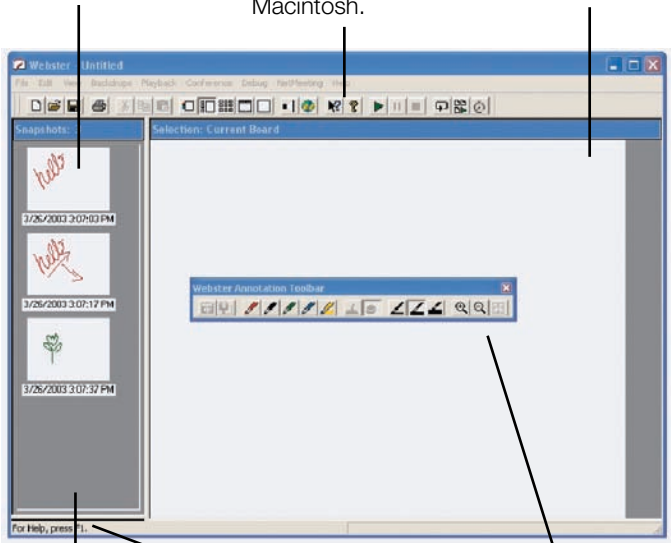 Macintosh.
Webster - Untitled
File Edit View Backdrops Playback Conference Debug NetMeeting Help
Snapshots:
Selection: Current Board
hello
3/26/2003 3:07:03 PM
hello
3/26/2003 3:07:17 PM
3/26/2003 3:07:37 PM
Webster Annotation Toolbar
For Help, press F1.